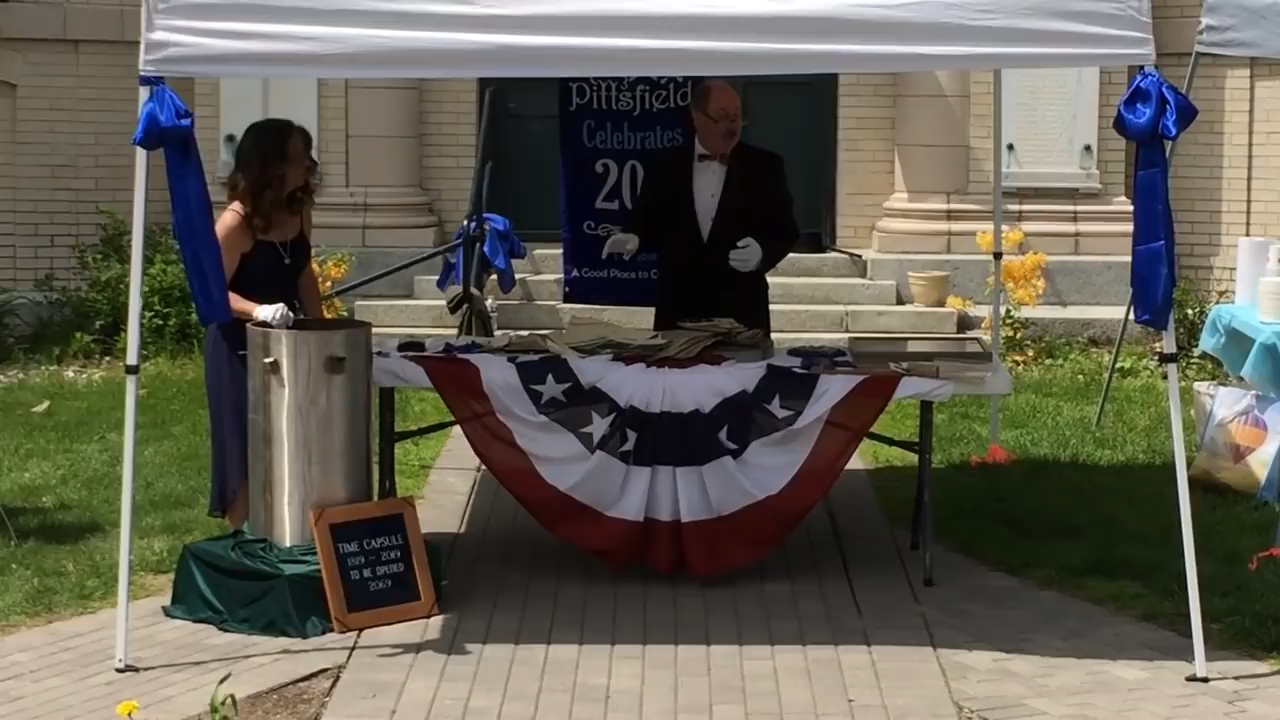 Pittsfield
Celebrates
20
A Good Place to C
TIME CAPSULE
1819 ~ 2019
TO BE OPENED
2069